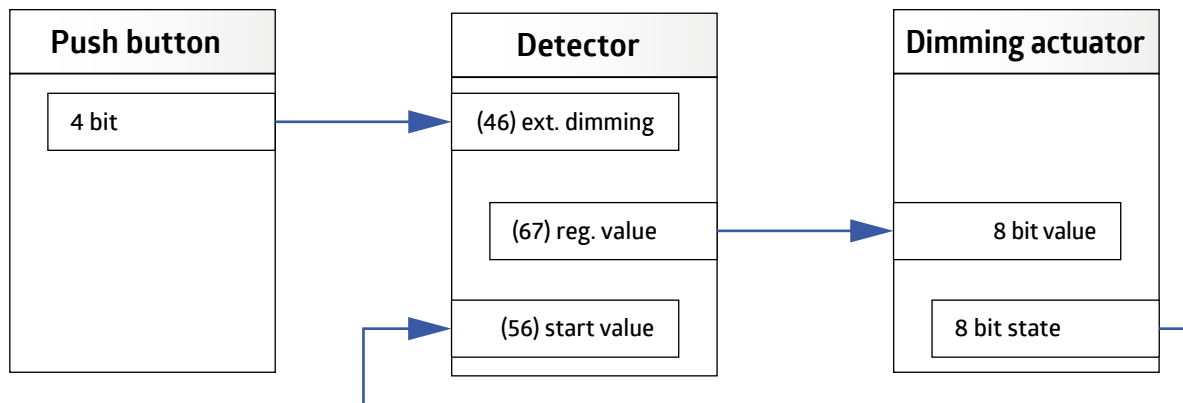 Push button
4 bit
Detector
(46) ext. dimming
(67) reg. value
(56) start value
Dimming actuator
8 bit value
8 bit state